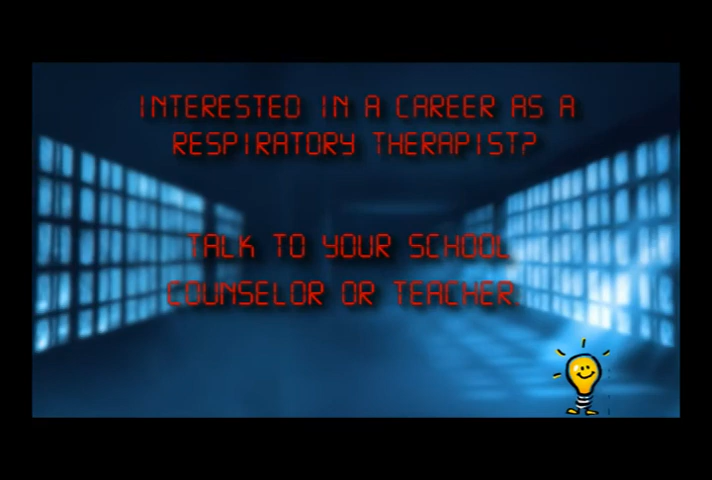 INTERESTED IN A CAREER AS A
RESPIRATORY THERAPIST?
TALK TO YOUR SCHOOL
COUNSELOR OR TEACHER.